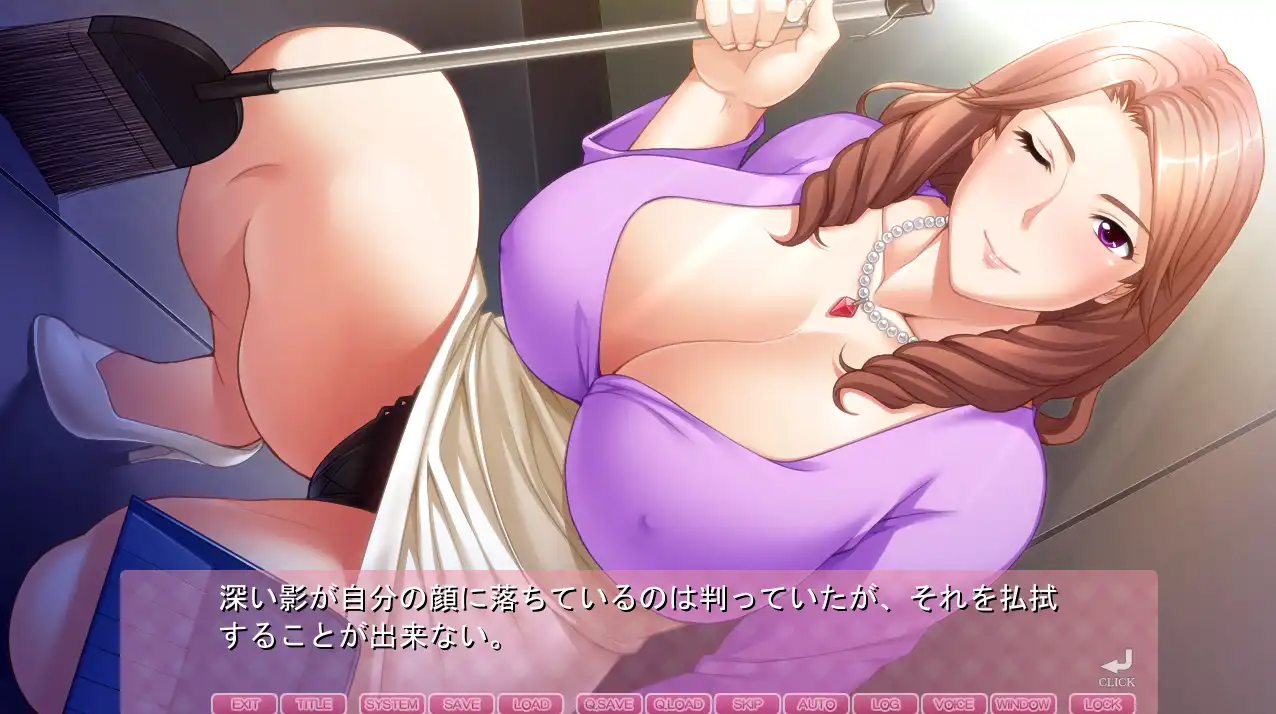 深い影が自分の顔に落ちているのは判っていたが、それを払拭
することが出来ない。
CLICK
EXIT TITLE SYSTEM SAVE LOAD Q.SAVE Q.LOAD SKIP AUTO LOG VOICE WINDOW LOCK